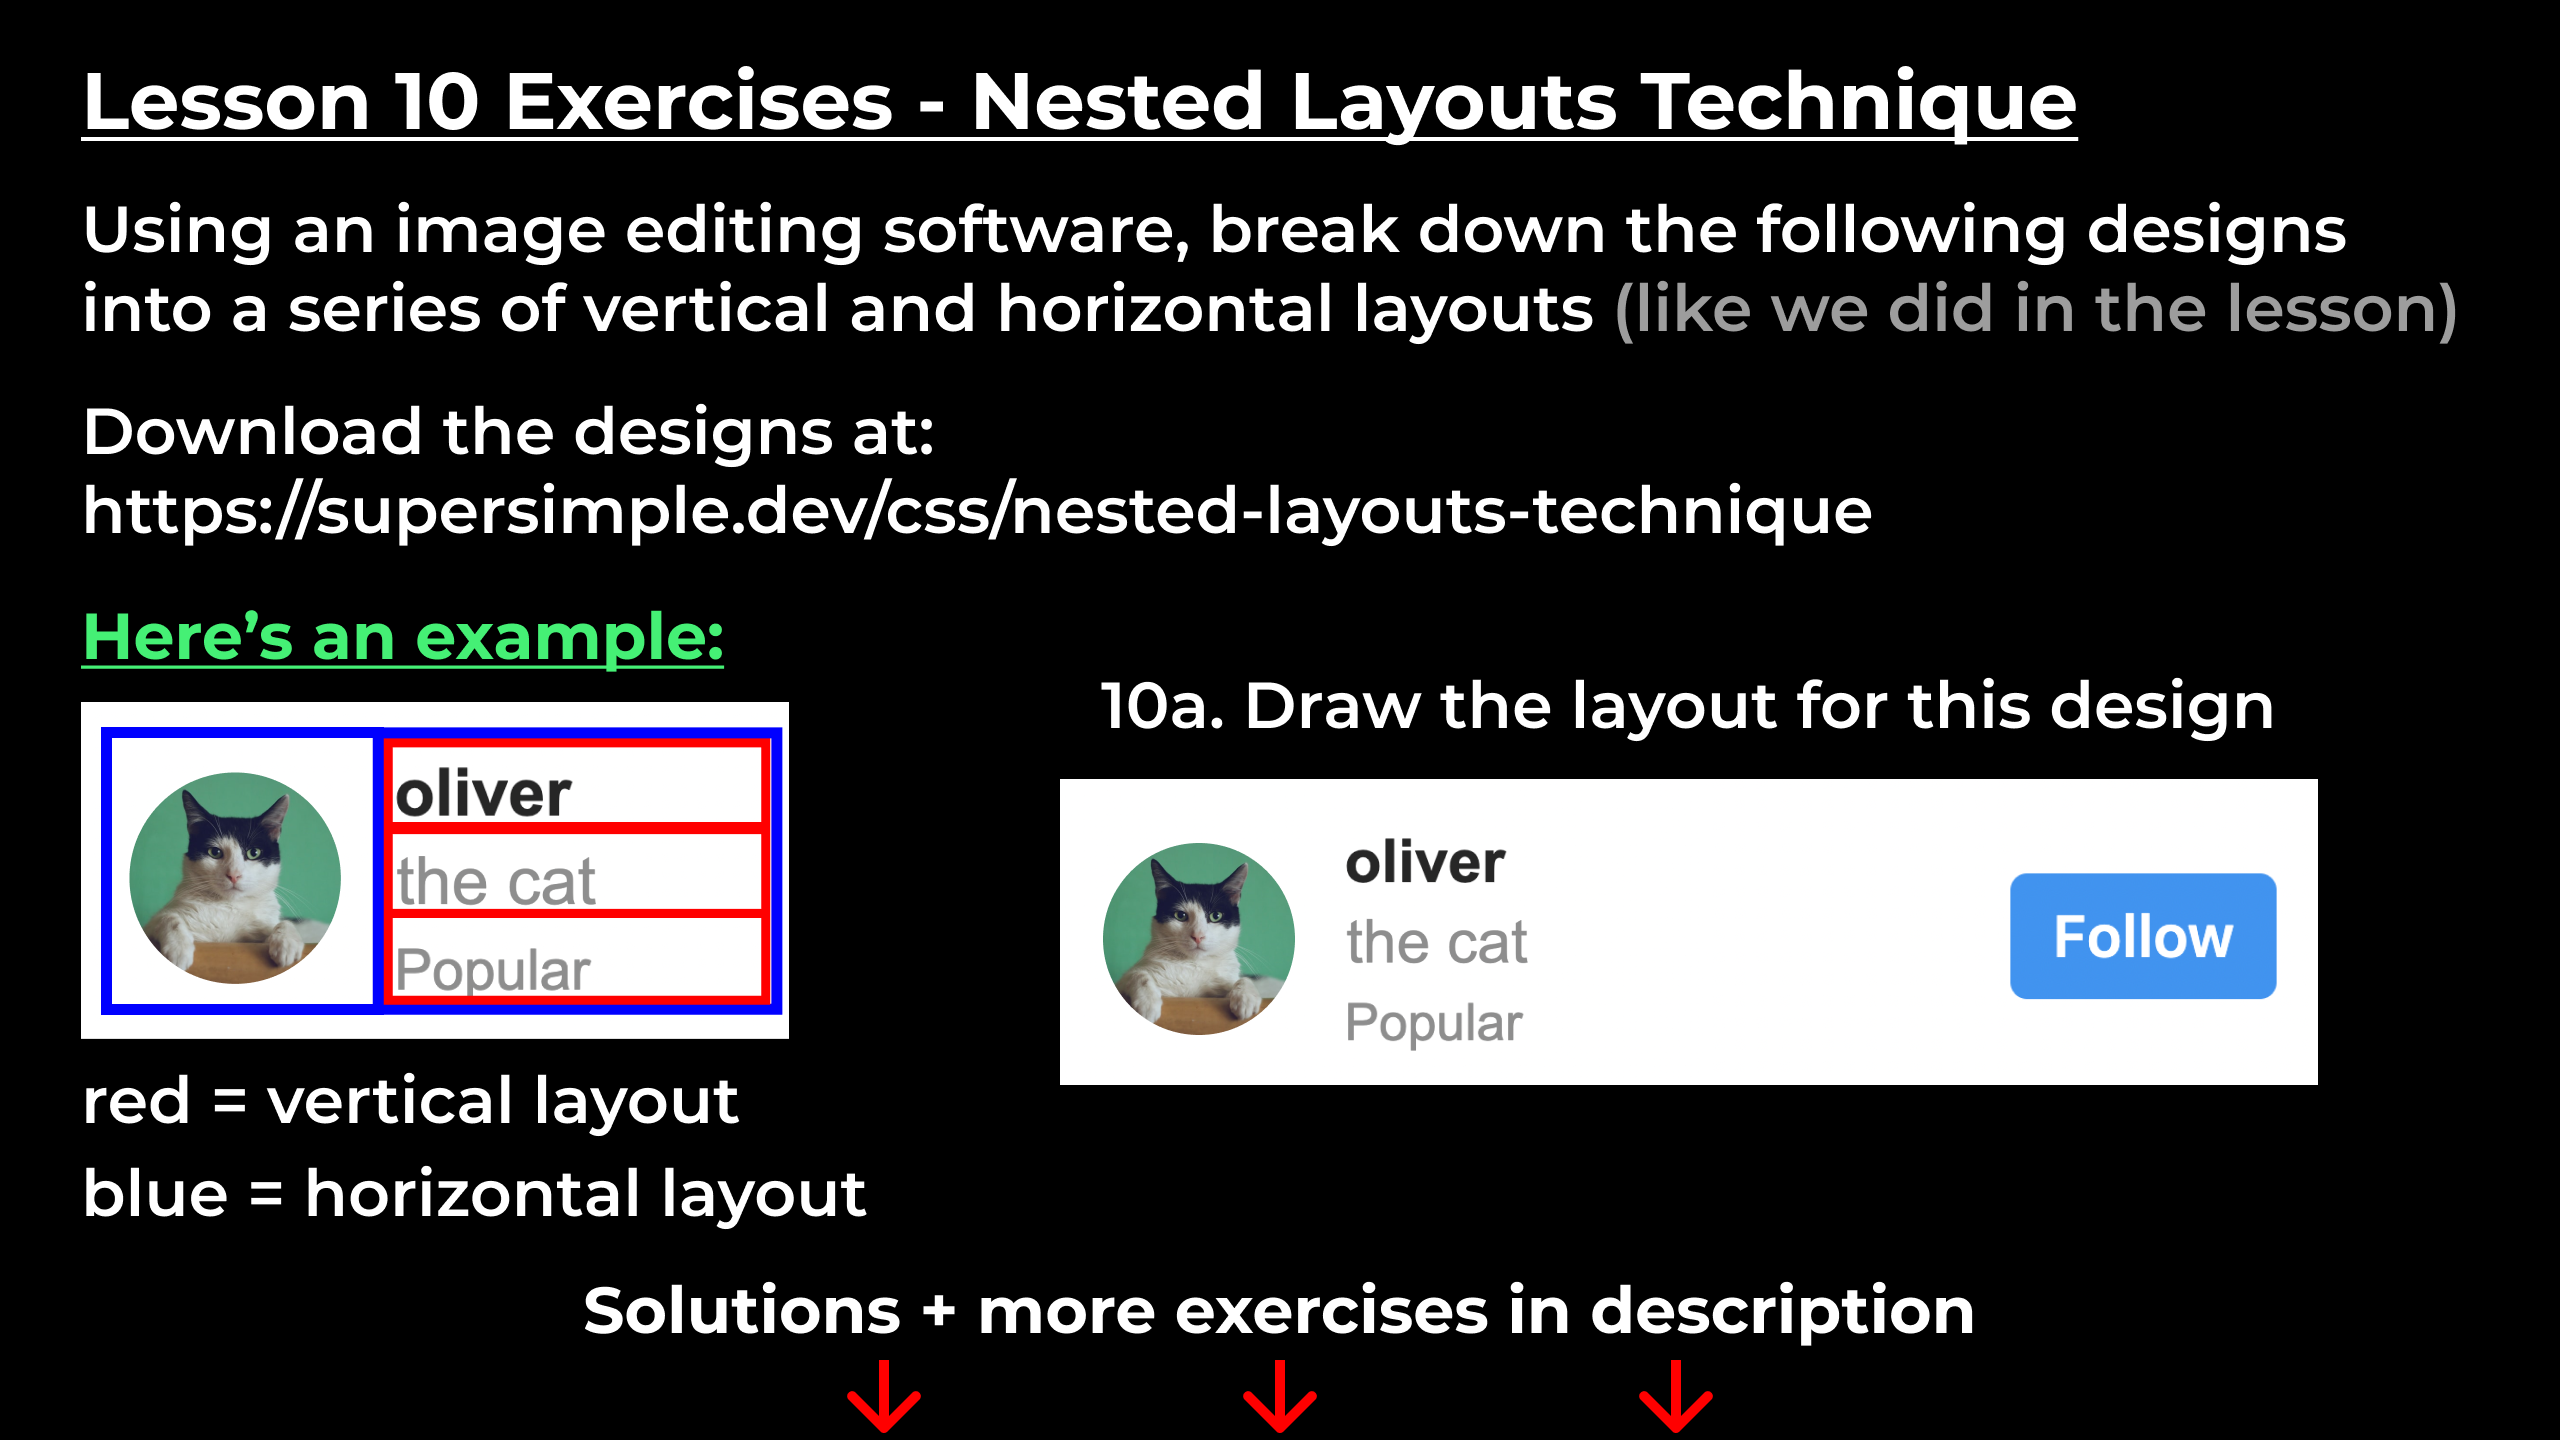 Lesson 10 Exercises - Nested Layouts Technique
Using an image editing software, break down the following designs
into a series of vertical and horizontal layouts (like we did in the lesson)
Download the designs at:
https://supersimple.dev/css/nested-layouts-technique
Here’s an example:
oliver
the cat
Popular
red = vertical layout
blue = horizontal layout
10a. Draw the layout for this design
oliver
the cat
Popular
Follow
Solutions + more exercises in description